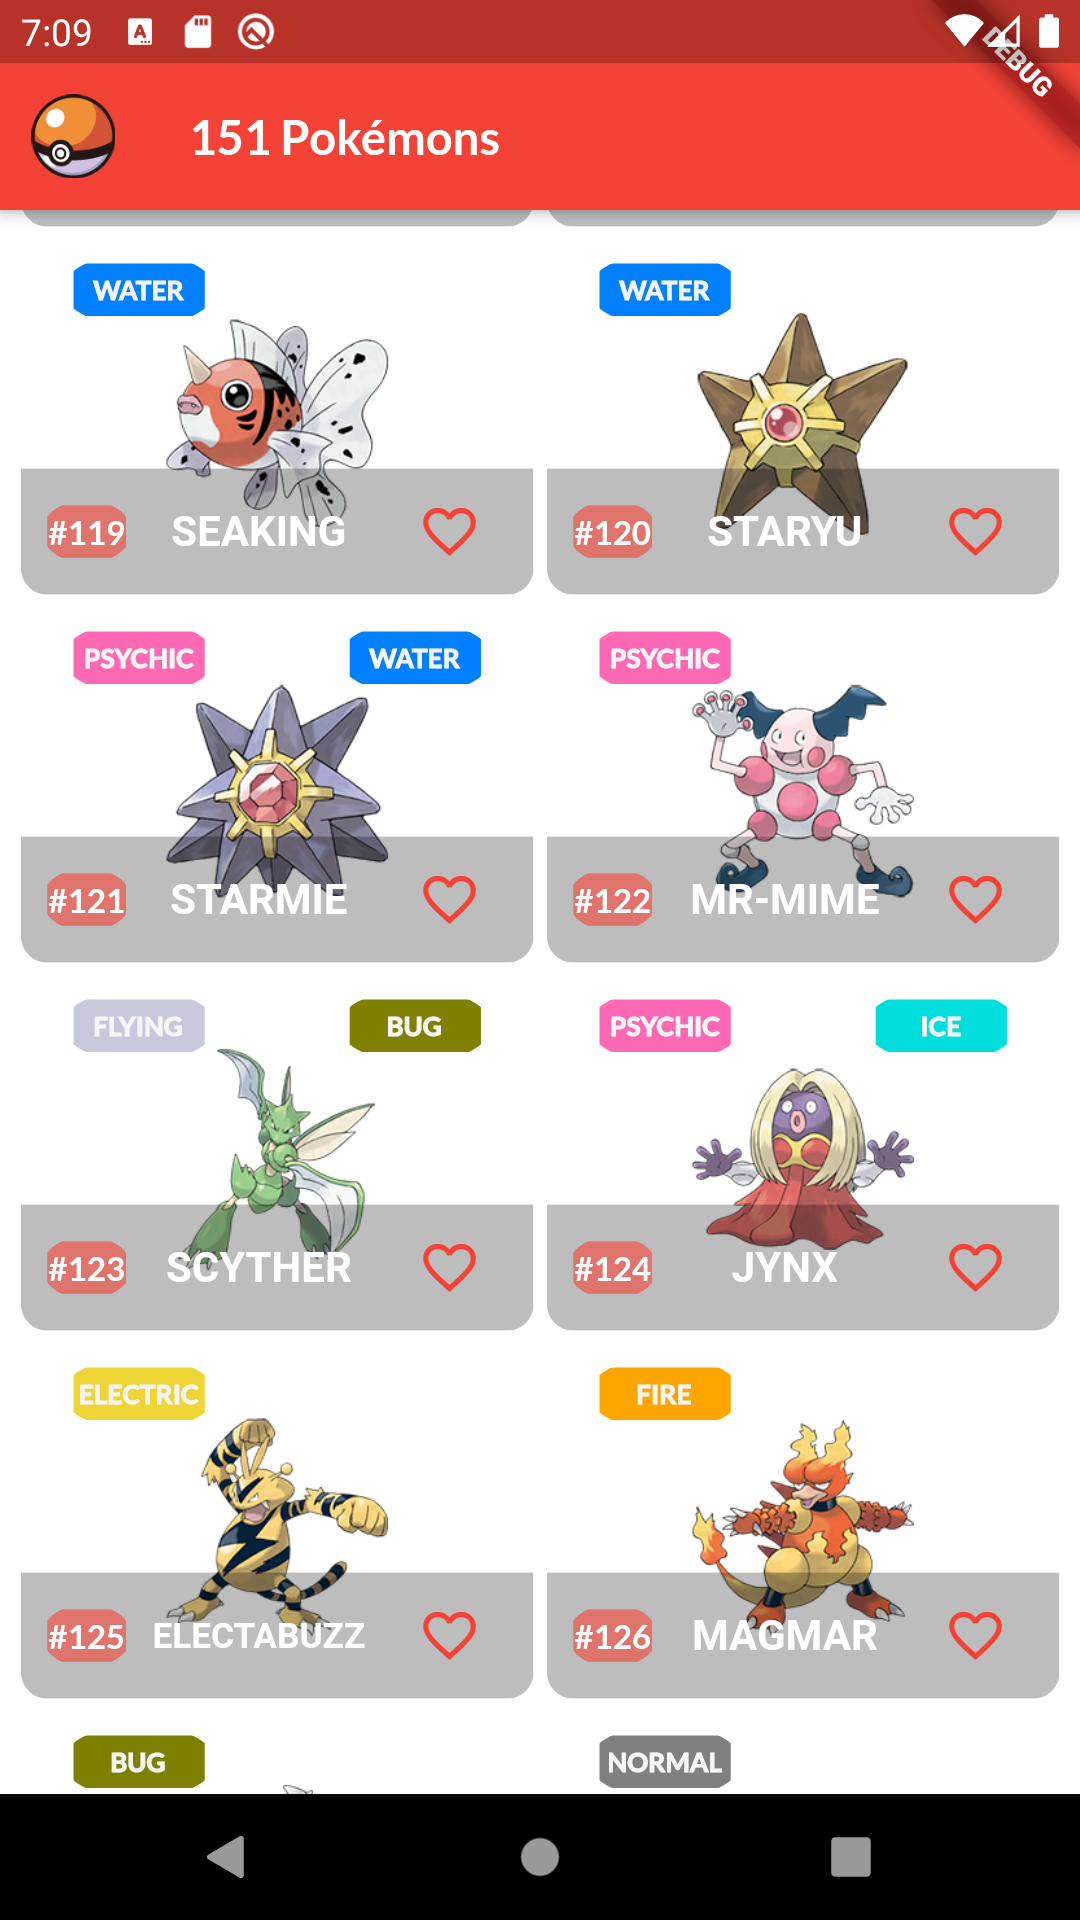 7:09
A
DEBUG
151 Pokémons
WATER
WATER
#119 SEAKING
#120 STARYU
PSYCHIC WATER
PSYCHIC
#121 STARMIE
#122 MR-MIME
FLYING BUG
PSYCHIC ICE
#123 SCYTHER
#124 JYNX
ELECTRIC
FIRE
#125 ELECTABUZZ
#126 MAGMAR
BUG
NORMAL